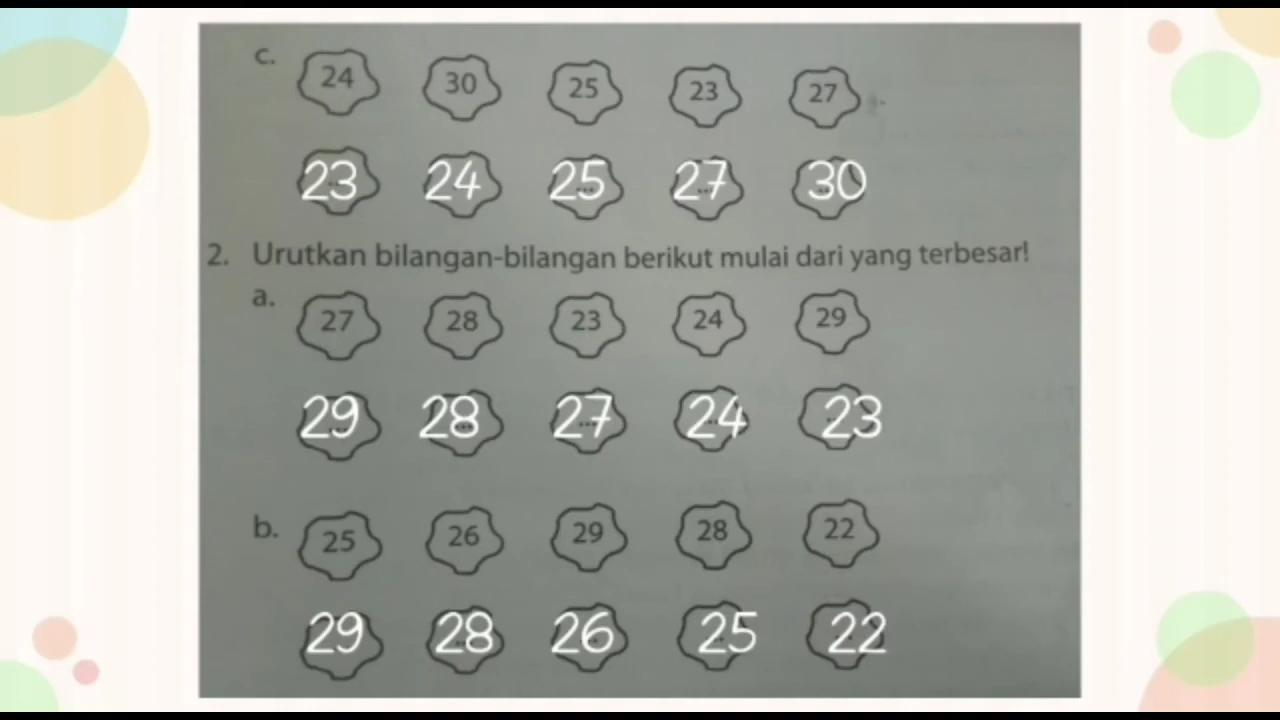 c. 24 30 25 23 27
23 24 25 27 30
2. Urutkan bilangan-bilangan berikut mulai dari yang terbesar!
a. 27 28 23 24 29
29 28 27 24 23
b. 25 26 29 28 22
29 28 26 25 22